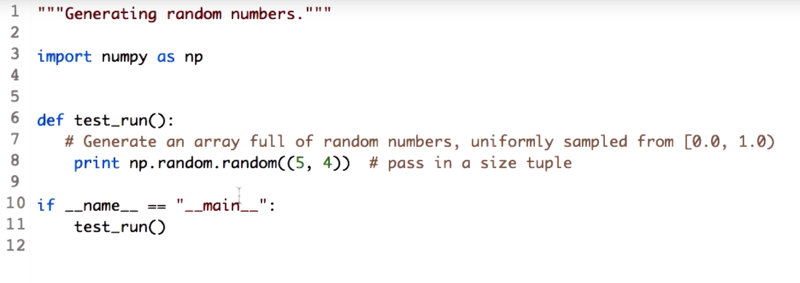 1 """Generating random numbers."""
2
3 import numpy as np
4
5
6 def test_run():
7    # Generate an array full of random numbers, uniformly sampled from [0.0, 1.0)
8     print np.random.random((5, 4))  # pass in a size tuple
9
10 if __name__ == "__main__":
11     test_run()
12